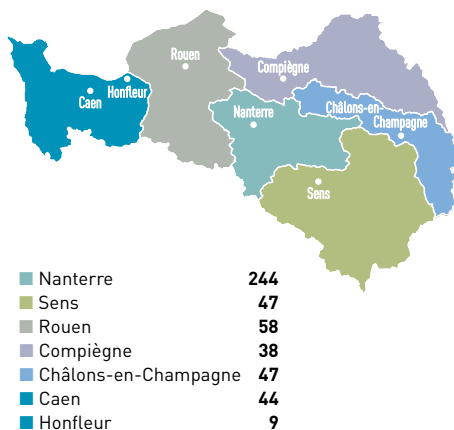 Rouen
Compiègne
Honfleur
Caen
Châlons-en-
Champagne
Nanterre
Sens
Nanterre 244
Sens 47
Rouen 58
Compiègne 38
Châlons-en-Champagne 47
Caen 44
Honfleur 9